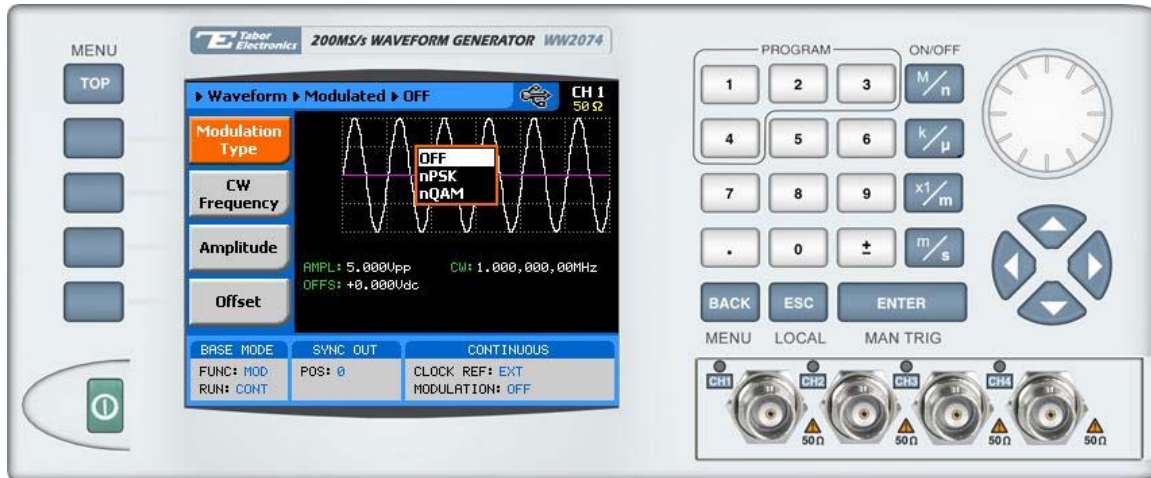 MENU
TOP
Tabor Electronics 200MS/s WAVEFORM GENERATOR WW2074
Waveform Modulated OFF
CH 1
50 Ω
Modulation Type
CW Frequency
Amplitude
Offset
OFF
nPSK
nQAM
AMPL: 5.000Vpp CW: 1.000,000,00MHz
OFFS: +0.000Vdc
BASE MODE SYNC OUT CONTINUOUS
FUNC: MOD POS: 0 CLOCK REF: EXT
RUN: CONT MODULATION: OFF
PROGRAM ON/OFF
1 2 3 M/n
4 5 6 k/µ
7 8 9 x1/m
. 0 ± m/s
BACK ESC ENTER
MENU LOCAL MAN TRIG
CH1 CH2 CH3 CH4
50Ω 50Ω 50Ω 50Ω